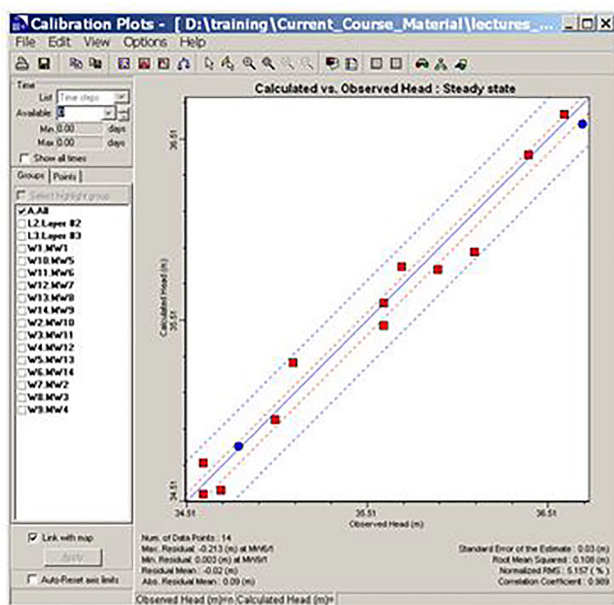 Calibration Plots - [ D:\training\Current_Course_Material\lectures_...
File Edit View Options Help
Time
List Time steps
Available:
Min 0.00 days
Max 0.00 days
Show all times
Groups Points
Select highlight group
A.All
L2.Layer #2
L3.Layer #3
W1.MW1
W10.MW5
W11.MW6
W12.MW7
W13.MW8
W14.MW9
W2.MW10
W3.MW11
W4.MW12
W5.MW13
W6.MW14
W7.MW2
W8.MW3
W9.MW4
Link with map
Apply
Auto-Reset axis limits
Calculated vs. Observed Head : Steady state
Calculated Head (m)
36.51
35.51
34.51
34.51 35.51 36.51
Observed Head (m)
Num. of Data Points : 14
Max. Residual: -0.213 (m) at MW6/1
Min. Residual: 0.003 (m) at MW9/1
Residual Mean : -0.02 (m)
Abs. Residual Mean : 0.09 (m)
Standard Error of the Estimate : 0.03 (m)
Root Mean Squared : 0.108 (m)
Normalized RMS : 5.157 ( % )
Correlation Coefficient : 0.989
Observed Head (m)=n Calculated Head (m)=